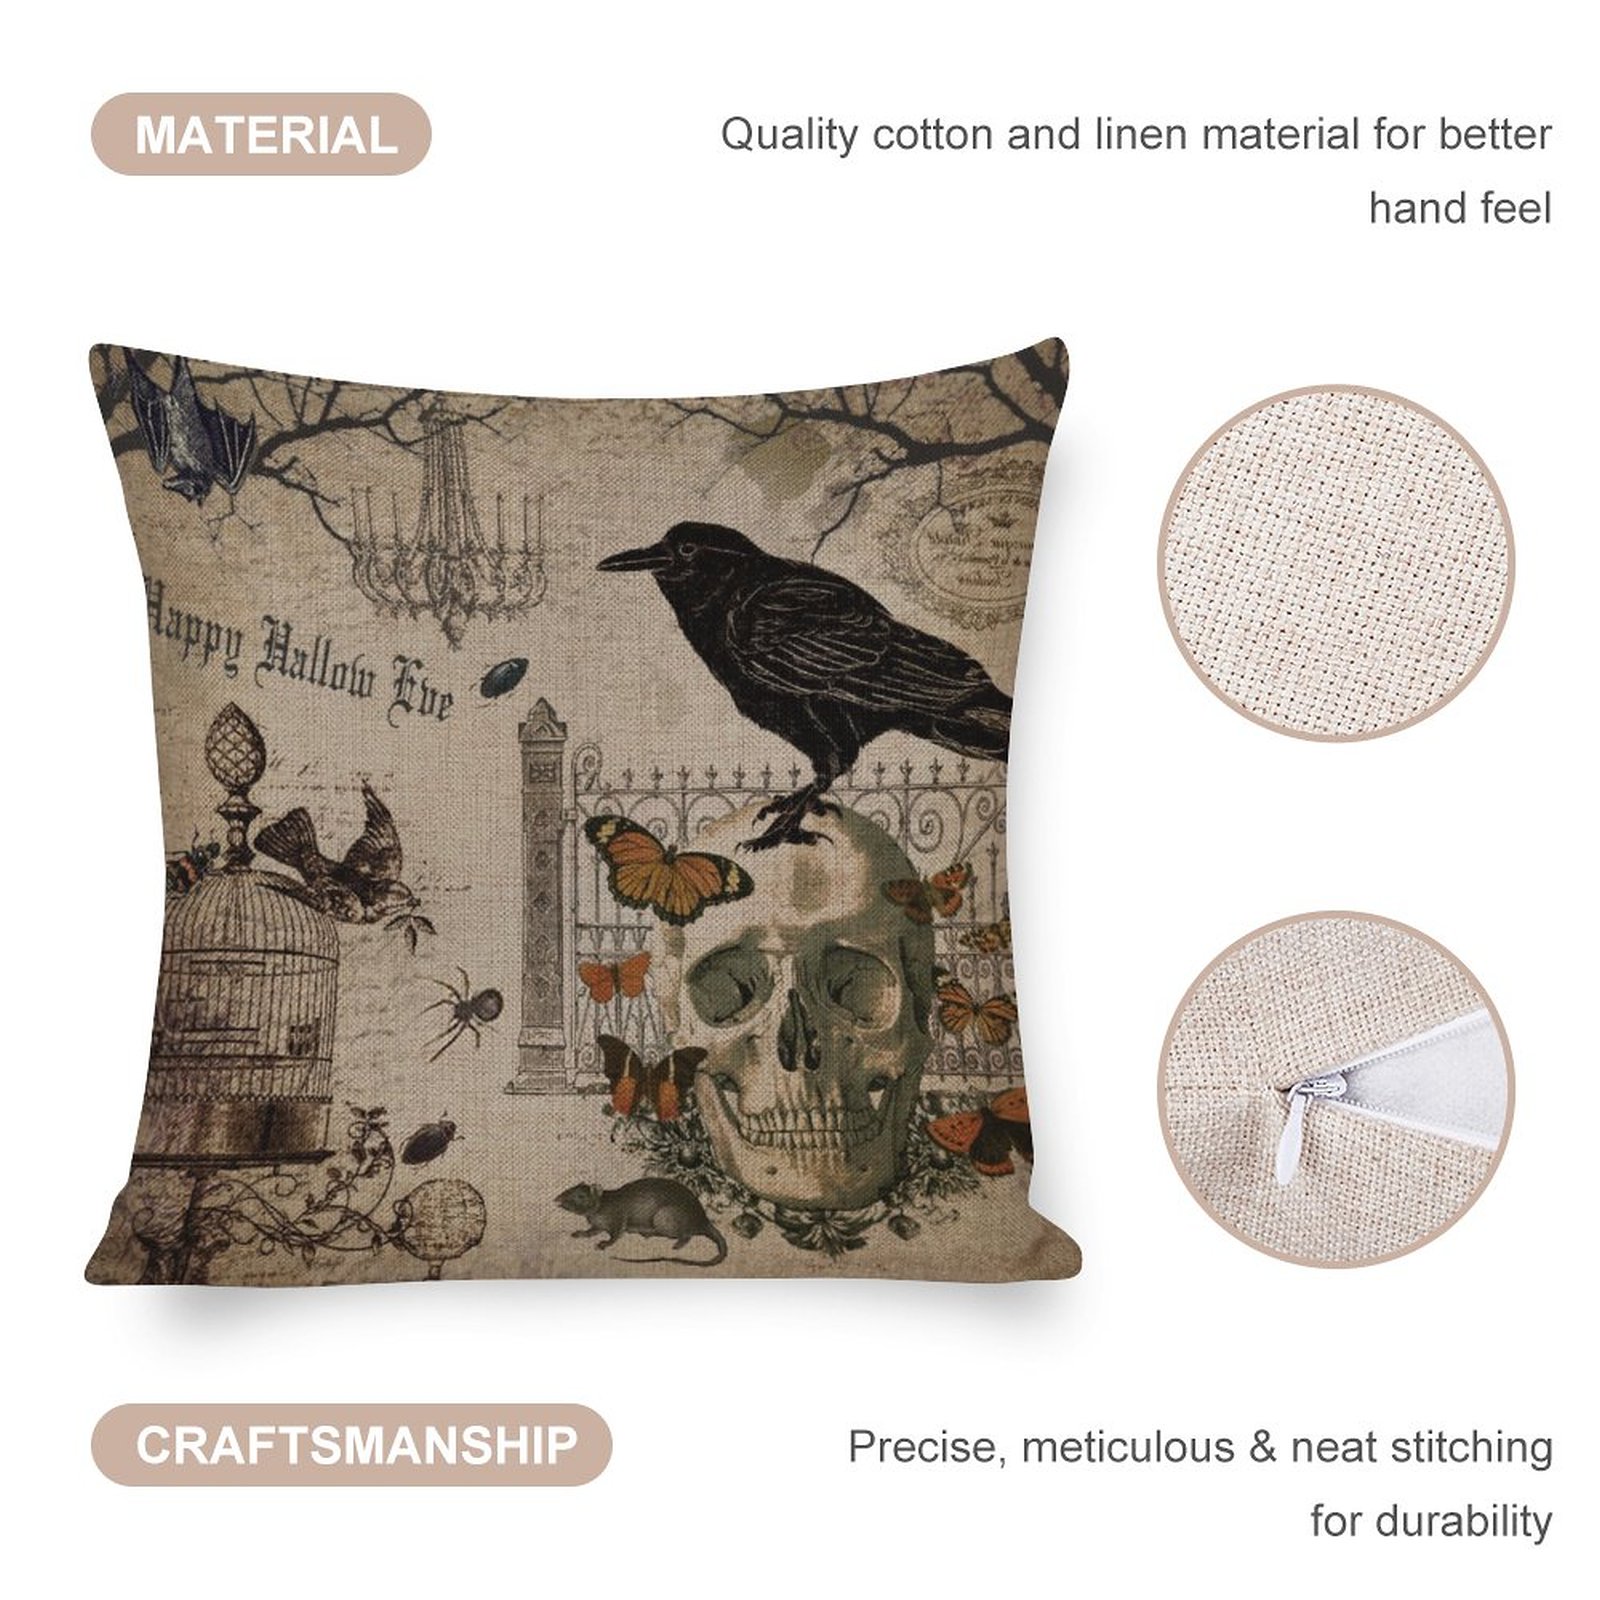 MATERIAL
Quality cotton and linen material for better
hand feel
Happy Hallow Eve
CRAFTSMANSHIP
Precise, meticulous & neat stitching
for durability